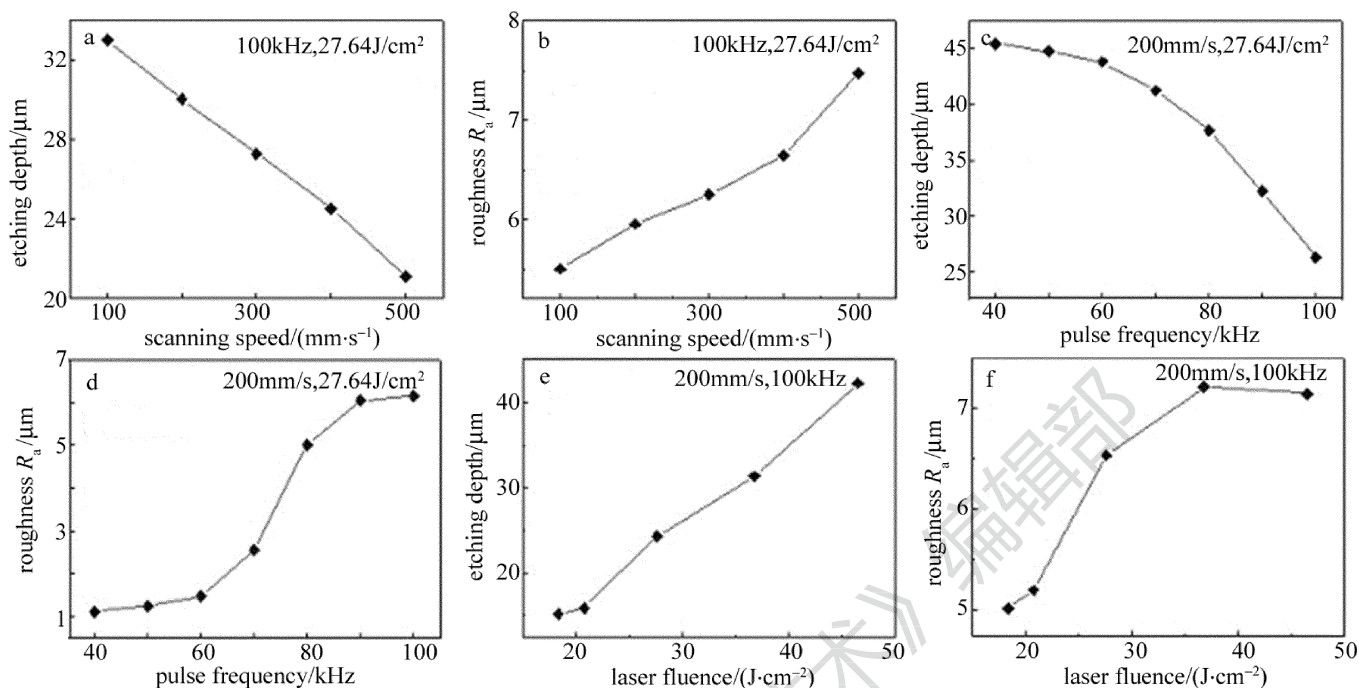 a
100kHz,27.64J/cm²
etching depth/μm
32
28
24
20
100
300
500
scanning speed/(mm·s⁻¹)
b
100kHz,27.64J/cm²
roughness Rₐ/μm
8
7
6
100
300
500
scanning speed/(mm·s⁻¹)
c
200mm/s,27.64J/cm²
etching depth/μm
45
40
35
30
25
40
60
80
100
pulse frequency/kHz
d
200mm/s,27.64J/cm²
roughness Rₐ/μm
7
5
3
1
40
60
80
100
pulse frequency/kHz
e
200mm/s,100kHz
etching depth/μm
40
30
20
20
30
40
50
laser fluence/(J·cm⁻²)
f
200mm/s,100kHz
roughness Rₐ/μm
7
6
5
20
30
40
50
laser fluence/(J·cm⁻²)
术》编辑部